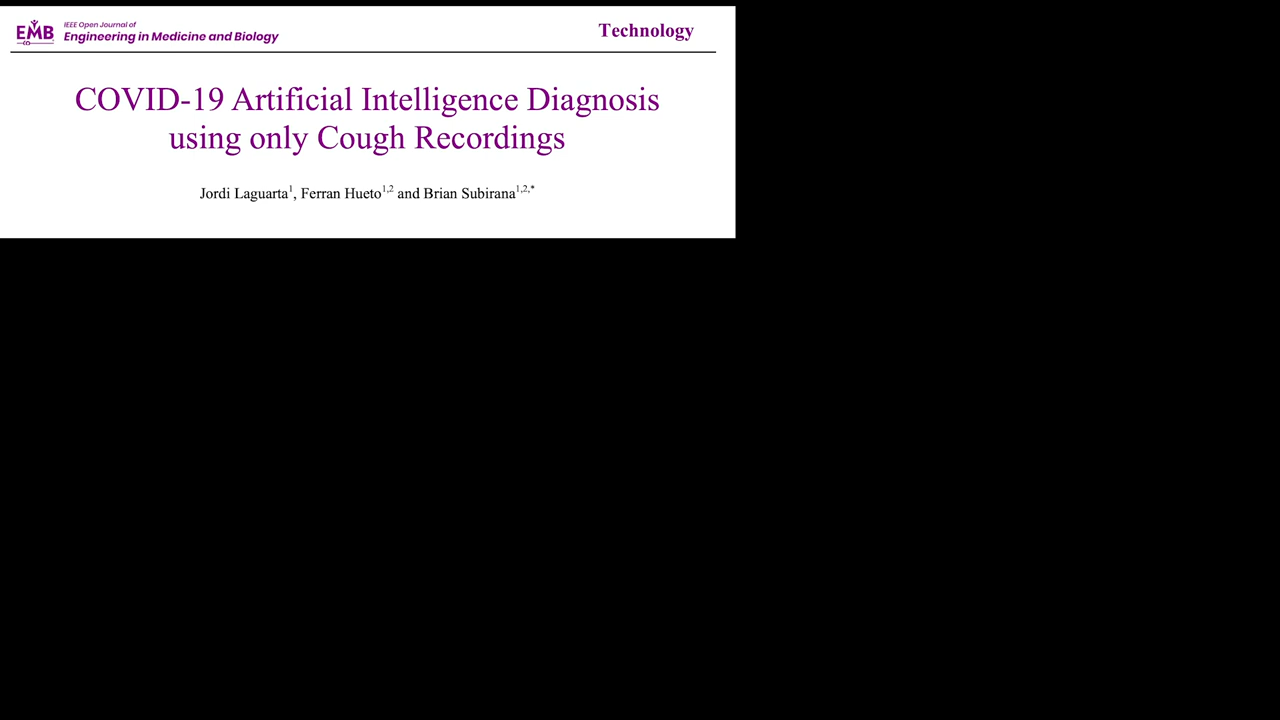 EMB
IEEE Open Journal of
Engineering in Medicine and Biology
Technology
COVID-19 Artificial Intelligence Diagnosis
using only Cough Recordings
Jordi Laguarta1, Ferran Hueto1,2 and Brian Subirana1,2,*